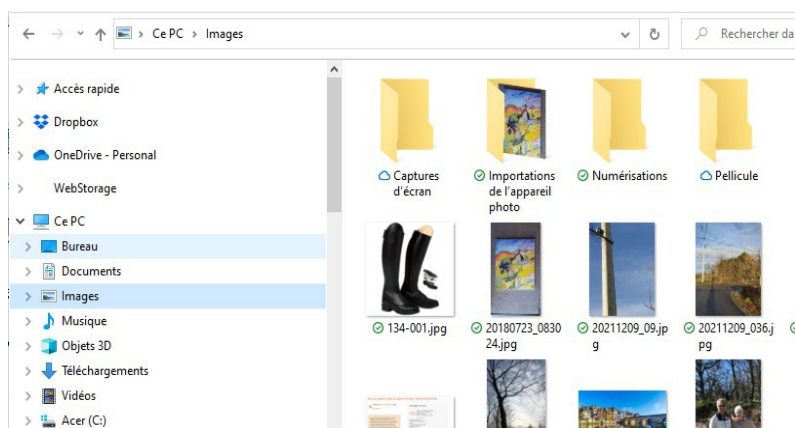 Ce PC > Images
Rechercher da
Accès rapide
Dropbox
OneDrive - Personal
WebStorage
Ce PC
Bureau
Documents
Images
Musique
Objets 3D
Téléchargements
Vidéos
Acer (C:)
Captures
d'écran
Importations
de l'appareil
photo
Numérisations
Pellicule
134-001.jpg
20180723_0830
24.jpg
20211209_09.jp
g
20211209_036.j
pg